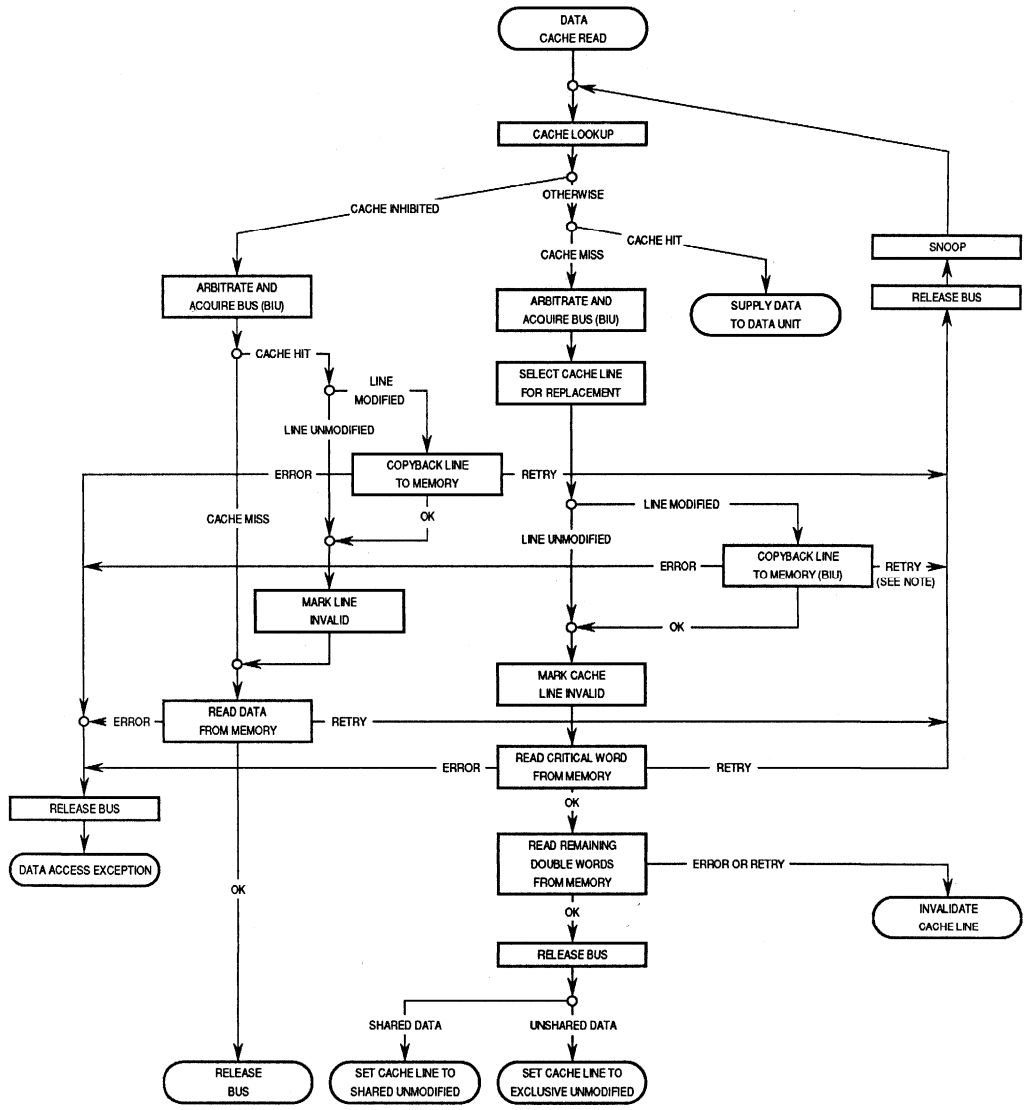 DATA
CACHE READ
CACHE LOOKUP
OTHERWISE
CACHE INHIBITED
CACHE HIT
CACHE MISS
SNOOP
RELEASE BUS
ARBITRATE AND
ACQUIRE BUS (BIU)
ARBITRATE AND
ACQUIRE BUS (BIU)
SUPPLY DATA
TO DATA UNIT
CACHE HIT
SELECT CACHE LINE
FOR REPLACEMENT
LINE
MODIFIED
LINE UNMODIFIED
ERROR
COPYBACK LINE
TO MEMORY
RETRY
OK
CACHE MISS
LINE MODIFIED
LINE UNMODIFIED
ERROR
COPYBACK LINE
TO MEMORY (BIU)
RETRY
(SEE NOTE)
MARK LINE
INVALID
OK
MARK CACHE
LINE INVALID
ERROR
READ DATA
FROM MEMORY
RETRY
ERROR
READ CRITICAL WORD
FROM MEMORY
RETRY
RELEASE BUS
OK
DATA ACCESS EXCEPTION
READ REMAINING
DOUBLE WORDS
FROM MEMORY
ERROR OR RETRY
OK
INVALIDATE
CACHE LINE
OK
RELEASE BUS
SHARED DATA
UNSHARED DATA
RELEASE
BUS
SET CACHE LINE TO
SHARED UNMODIFIED
SET CACHE LINE TO
EXCLUSIVE UNMODIFIED